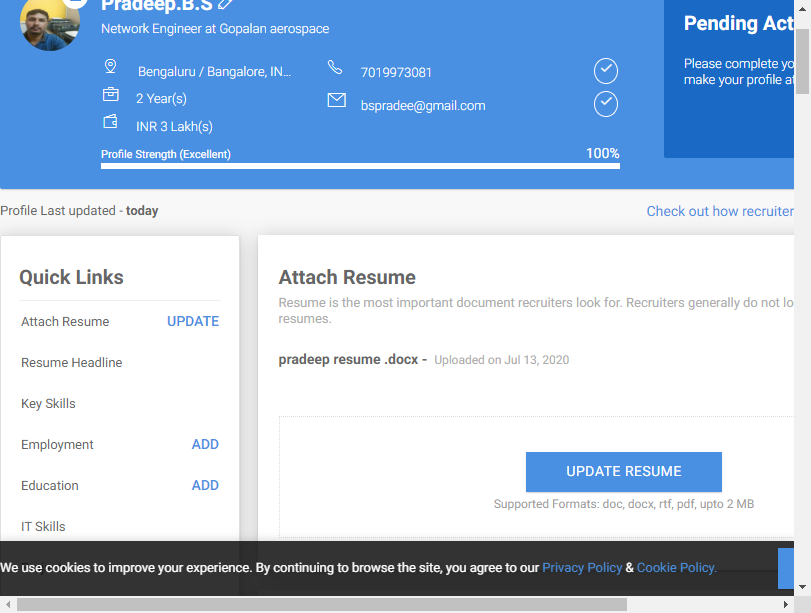 Pradeep.B.S
Network Engineer at Gopalan aerospace
Bengaluru / Bangalore, IN...
2 Year(s)
INR 3 Lakh(s)
7019973081
bspradee@gmail.com
Profile Strength (Excellent)
100%
Pending Act
Please complete yo
make your profile at
Profile Last updated - today
Check out how recruiter
Quick Links
Attach Resume UPDATE
Resume Headline
Key Skills
Employment ADD
Education ADD
IT Skills
Attach Resume
Resume is the most important document recruiters look for. Recruiters generally do not lo
resumes.
pradeep resume .docx - Uploaded on Jul 13, 2020
UPDATE RESUME
Supported Formats: doc, docx, rtf, pdf, upto 2 MB
We use cookies to improve your experience. By continuing to browse the site, you agree to our Privacy Policy & Cookie Policy.